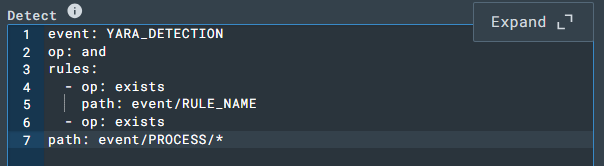 Detect
Expand
1 event: YARA_DETECTION
2 op: and
3 rules:
4   - op: exists
5     path: event/RULE_NAME
6   - op: exists
7 path: event/PROCESS/*